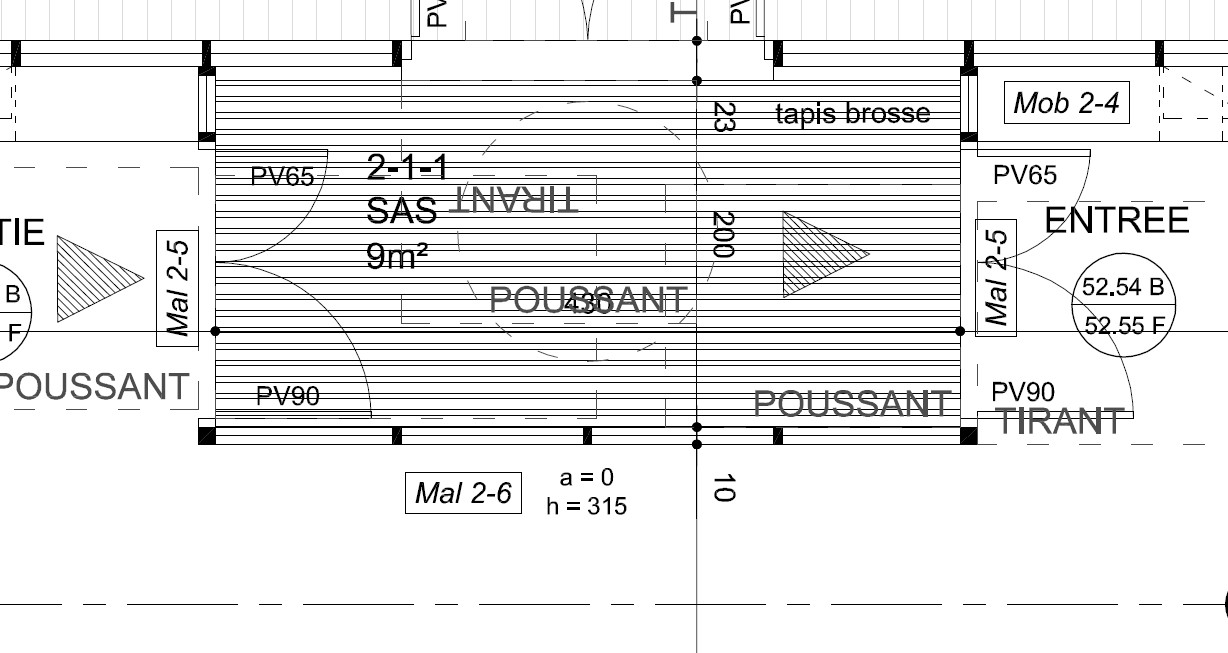 PV
T
PV
23
tapis brosse
Mob 2-4
PV65
2-1-1
SAS
9m²
TIRANT
200
PV65
ENTREE
TIE
Mal 2-5
Mal 2-5
B
F
POUSSANT
430
52.54 B
52.55 F
POUSSANT
PV90
POUSSANT
PV90
TIRANT
Mal 2-6
a = 0
h = 315
10